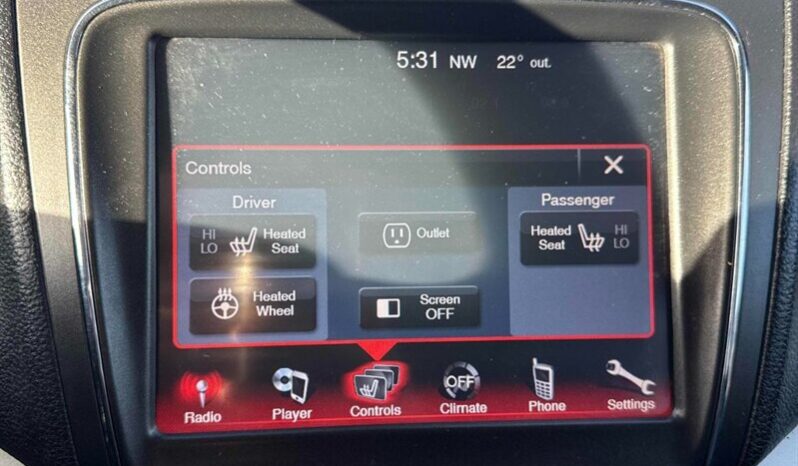 5:31 NW 22° out.
Controls X
Driver
Passenger
HI
LO
Heated
Seat
Outlet
Heated
Seat
HI
LO
Heated
Wheel
Screen
OFF
OFF
Radio
Player
Controls
Climate
Phone
Settings